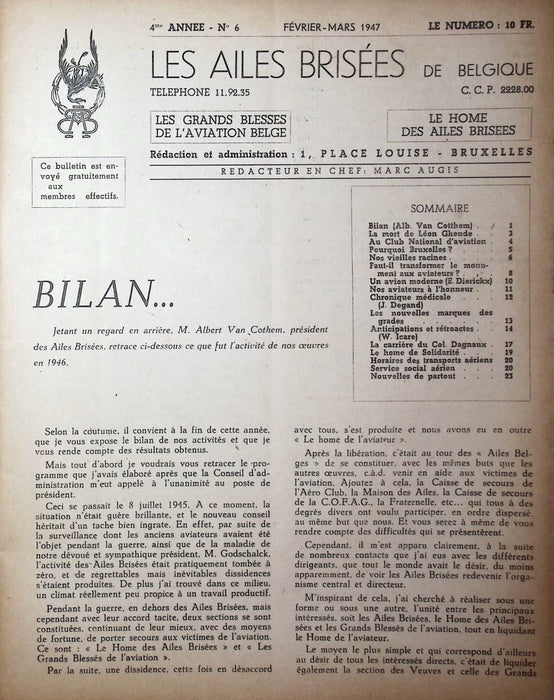 4me ANNEE - No 6
FÉVRIER-MARS 1947
LE NUMERO : 10 FR.
LES AILES BRISÉES DE BELGIQUE
TELEPHONE 11.92.35
C. C. P. 2228.00
LES GRANDS BLESSES
DE L'AVIATION BELGE
LE HOME
DES AILES BRISEES
Rédaction et administration : 1, PLACE LOUISE - BRUXELLES
REDACTEUR EN CHEF: MARC AUGIS
Ce bulletin est en-
voyé gratuitement
aux
membres effectifs.
SOMMAIRE
Bilan (Alb. Van Cotthem) . . 1
La mort de Léon Gheude . . 3
Au Club National d'aviation . 4
Pourquoi Bruxelles ? . . . 5
Nos vieilles racines . . . . 6
Faut-il transformer le monu-
ment aux aviateurs ? . . . 8
Un avion moderne (E. Dierickx) 10
Nos aviateurs à l'honneur . . 11
Chronique médicale . . . . 12
(J. Degand)
Les nouvelles marques des
grades . . . . . . . 13
Anticipations et rétroactes . . 14
(W. Icare)
La carrière du Col. Dagnaux . 17
Le home de Solidarité . . . 19
Horaires des transports aériens 20
Service social aérien . . . . 20
Nouvelles de partout . . . . 23
BILAN...
Jetant un regard en arrière, M. Albert Van Cothem, président
des Ailes Brisées, retrace ci-dessous ce que fut l'activité de nos œuvres
en 1946.
Selon la coutume, il convient à la fin de cette année,
que je vous expose le bilan de nos activités et que je
vous rende compte des résultats obtenus.
Mais tout d'abord je voudrais vous retracer le pro-
gramme que j'avais élaboré après que le Conseil d'ad-
ministration m'eut appelé à l'unanimité au poste de
président.
Ceci se passait le 8 juillet 1945. A ce moment, la
situation n'était guère brillante, et le nouveau conseil
héritait d'un tache bien ingrate. En effet, par suite de
la surveillance dont les anciens aviateurs avaient été
l'objet pendant la guerre, ainsi que de la maladie de
notre dévoué et sympathique président, M. Godschalck,
l'activité des Ailes Brisées était pratiquement tombée à
zéro, et de regrettables mais inévitables dissidences
s'étaient produites. De plus j'ai trouvé dans ce milieu,
un climat réellement peu propice à un travail productif.
Pendant la guerre, en dehors des Ailes Brisées, mais
cependant avec leur accord tacite, deux sections se sont
constituées, continuant de leur mieux, avec des moyens
de fortune, de porter secours aux victimes de l'aviation.
Ce sont : « Le Home des Ailes Brisées » et « Les
Grands Blessés de l'aviation ».
Par la suite, une dissidence, cette fois en désaccord
avec tous, s'est produite et nous avons eu en outre
« Le home de l'aviateur ».
Après la libération, c'était au tour des « Ailes Bel-
ges » de se constituer, avec les mêmes buts que les
autres œuvres, c.à.d. venir en aide aux victimes de
l'aviation. Ajoutez à cela, la Caisse de secours de
l'Aéro Club, la Maison des Ailes, la Caisse de secours
de la C.O.F.A.G., la Fraternelle, etc... qui tous à des
degrés divers ont voulu participer, en ordre dispersé,
au même but que nous. Et vous serez à même de vous
rendre compte des difficultés qui se présentèrent.
Cependant, il m'est apparu clairement, à la suite
de nombreux contacts que j'ai eus avec les différents
dirigeants, que tout le monde avait le désir, du moins
apparemment, de voir les Ailes Brisées redevenir l'orga-
nisme central et directeur.
M'inspirant de cela, j'ai cherché à réaliser sous une
forme ou sous une autre, l'unité entre les principaux
intéressés, soit les Ailes Brisées, le Home des Ailes Bri-
sées et les Grands Blessés de l'aviation, tout en liquidant
le Home de l'aviateur.
Le moyen le plus simple et qui correspond d'ailleurs
au désir de tous les intéressés directs, c'était de liquider
également la section des Veuves et celle des Grands